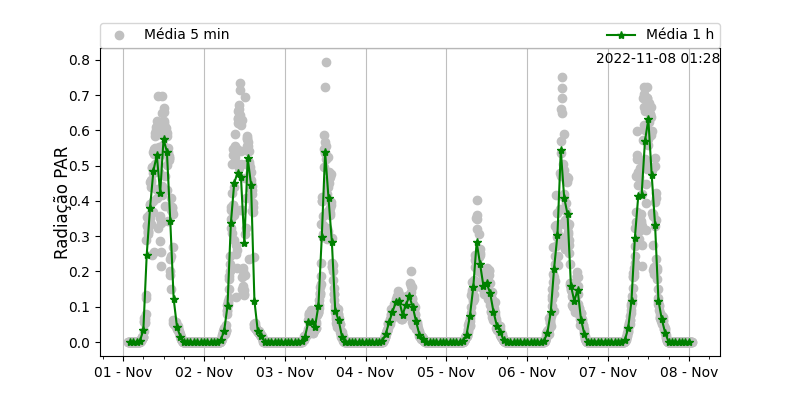 Média 5 min
Média 1 h
2022-11-08 01:28
Radiação PAR
0.8
0.7
0.6
0.5
0.4
0.3
0.2
0.1
0.0
01 - Nov 02 - Nov 03 - Nov 04 - Nov 05 - Nov 06 - Nov 07 - Nov 08 - Nov